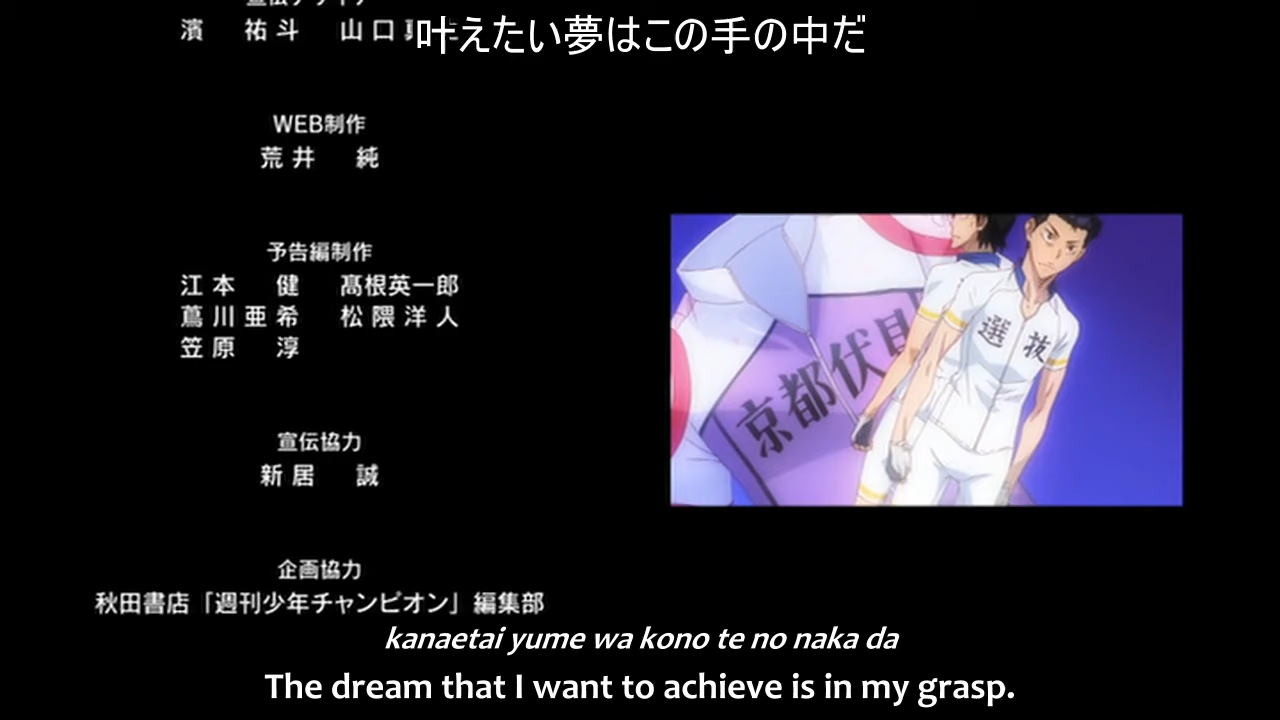 濱 祐斗 山口
叶えたい夢はこの手の中だ
WEB制作
荒井 純
予告編制作
江本 健 髙根英一郎
蔦川亜希 松隈洋人
笠原 淳
宣伝協力
新居 誠
企画協力
秋田書店「週刊少年チャンピオン」編集部
選抜
京都伏
kanaetai yume wa kono te no naka da
The dream that I want to achieve is in my grasp.